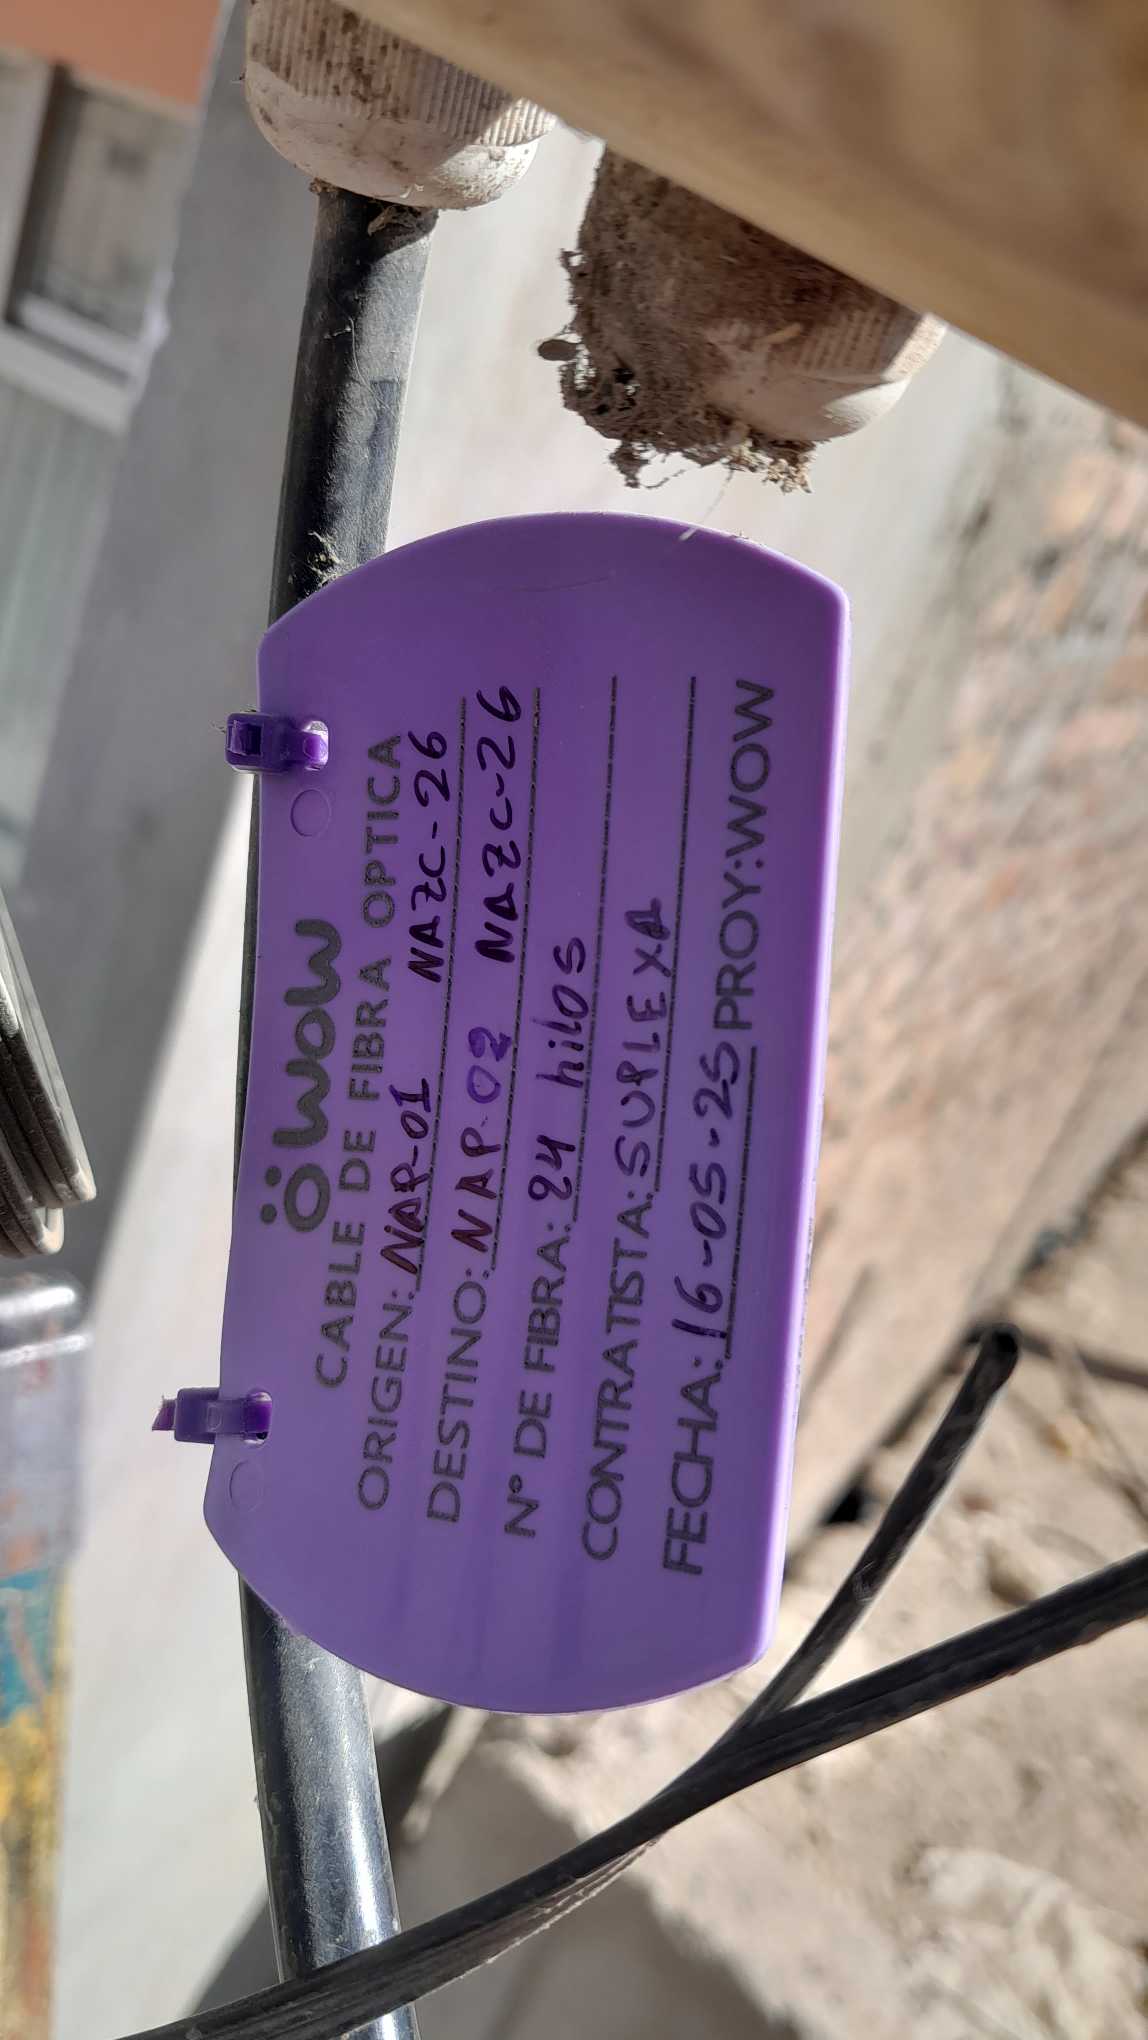 wow
CABLE DE FIBRA OPTICA
ORIGEN: NAP-01 NAZC-26
DESTINO: NAP-02 NAZC-26
N° DE FIBRA: 24 hilos
CONTRATISTA: SUPLEXA
FECHA: 16-05-25 PROY:WOW